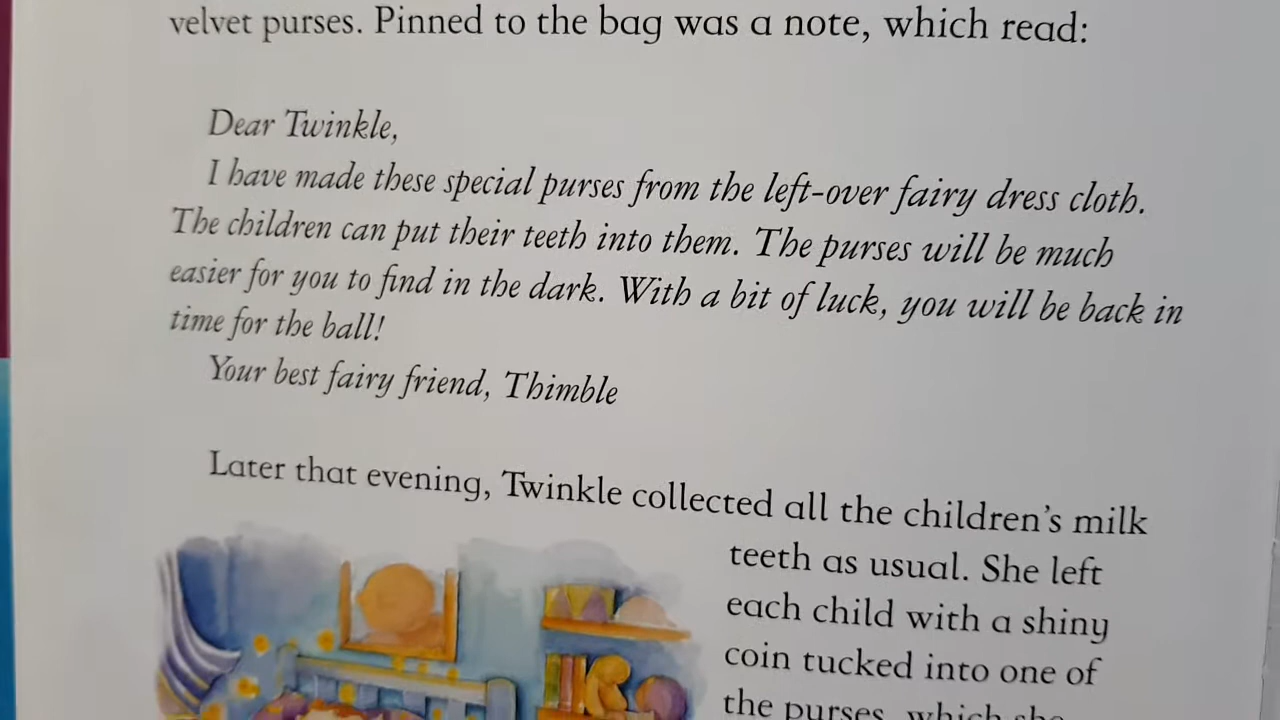 velvet purses. Pinned to the bag was a note, which read:
Dear Twinkle,
I have made these special purses from the left-over fairy dress cloth.
The children can put their teeth into them. The purses will be much
easier for you to find in the dark. With a bit of luck, you will be back in
time for the ball!
Your best fairy friend, Thimble
Later that evening, Twinkle collected all the children's milk
teeth as usual. She left
each child with a shiny
coin tucked into one of
the purses, which she